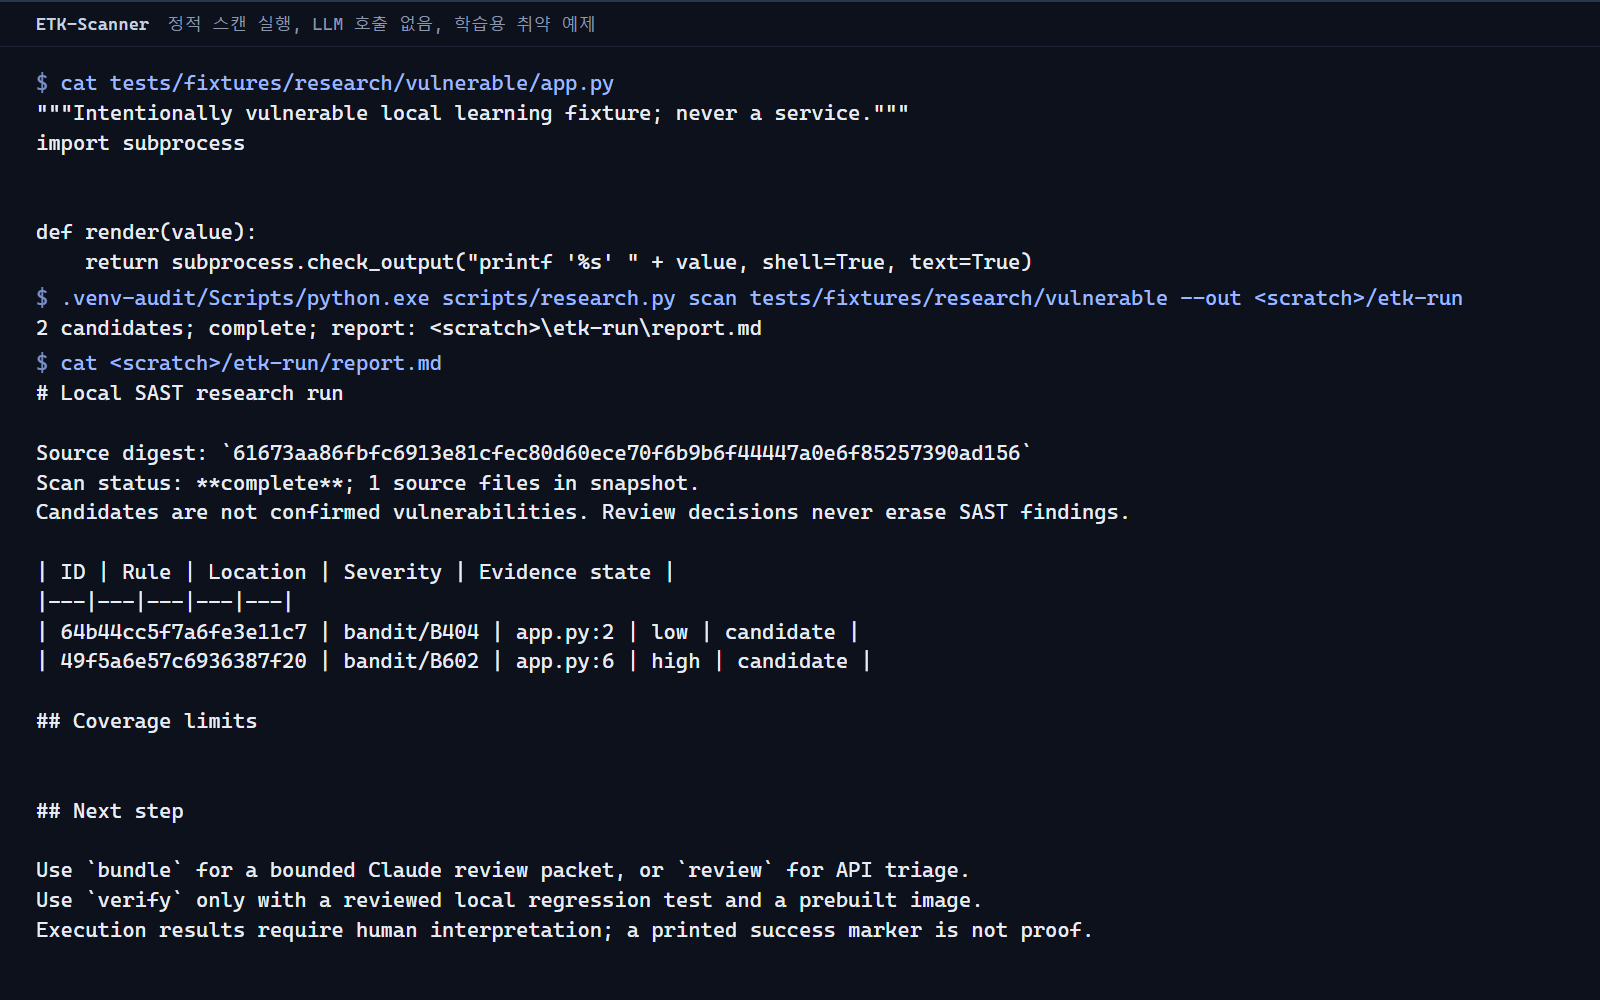 ETK-Scanner 정적 스캔 실행, LLM 호출 없음, 학습용 취약 예제
$ cat tests/fixtures/research/vulnerable/app.py
"""Intentionally vulnerable local learning fixture; never a service."""
import subprocess
def render(value):
    return subprocess.check_output("printf '%s' " + value, shell=True, text=True)
$ .venv-audit/Scripts/python.exe scripts/research.py scan tests/fixtures/research/vulnerable --out <scratch>/etk-run
2 candidates; complete; report: <scratch>\etk-run\report.md
$ cat <scratch>/etk-run/report.md
# Local SAST research run
Source digest: `61673aa86fbfc6913e81cfec80d60ece70f6b9b6f44447a0e6f85257390ad156`
Scan status: **complete**; 1 source files in snapshot.
Candidates are not confirmed vulnerabilities. Review decisions never erase SAST findings.
| ID | Rule | Location | Severity | Evidence state |
|---|---|---|---|---|
| 64b44cc5f7a6fe3e11c7 | bandit/B404 | app.py:2 | low | candidate |
| 49f5a6e57c6936387f20 | bandit/B602 | app.py:6 | high | candidate |
## Coverage limits
## Next step
Use `bundle` for a bounded Claude review packet, or `review` for API triage.
Use `verify` only with a reviewed local regression test and a prebuilt image.
Execution results require human interpretation; a printed success marker is not proof.